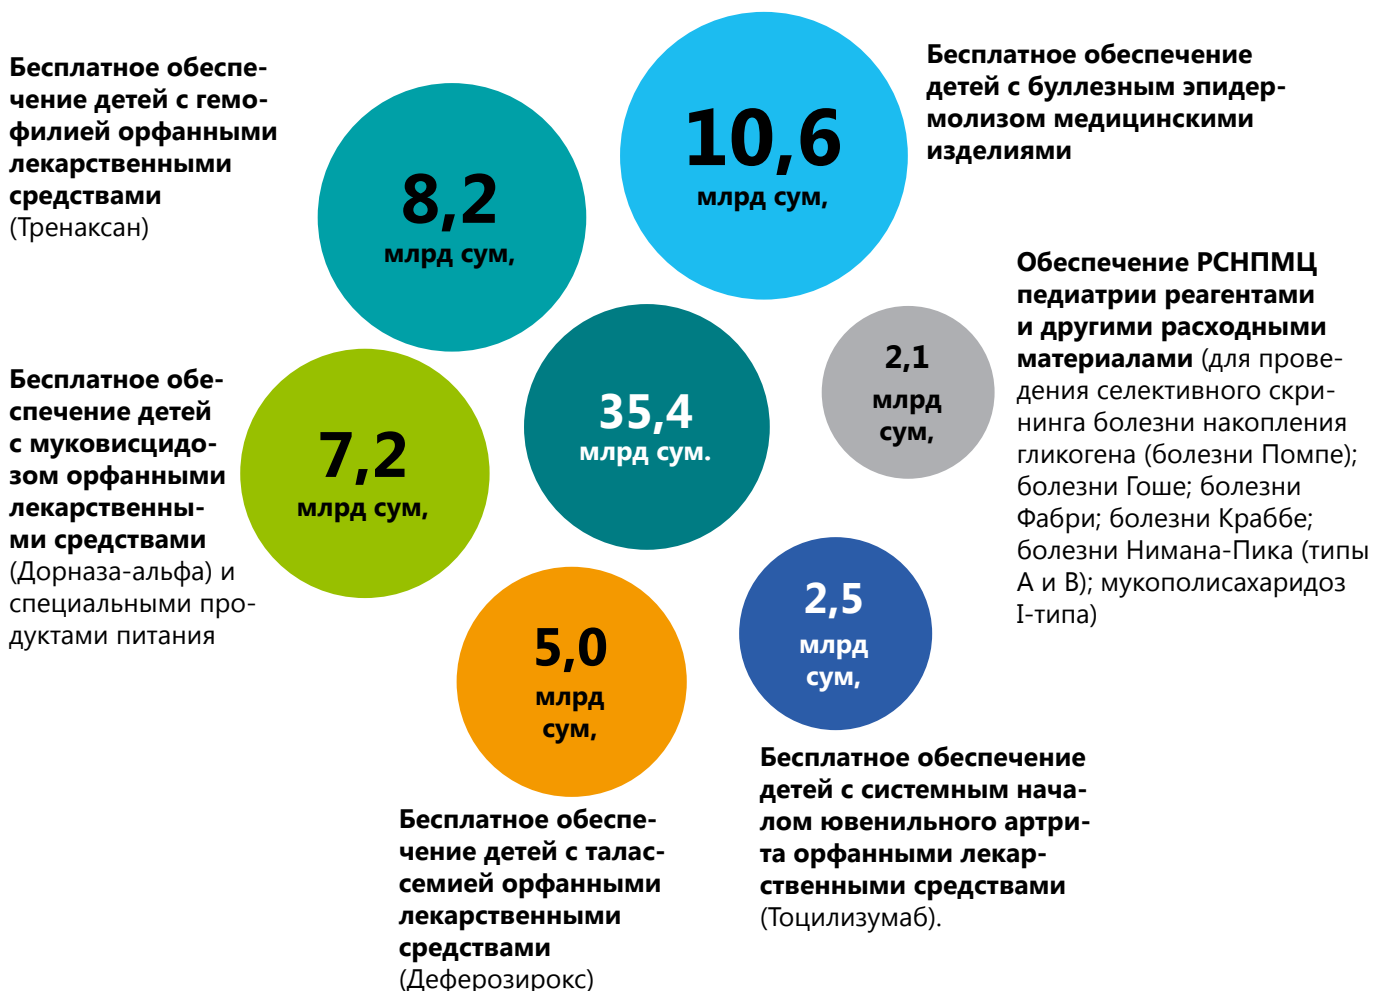 Бесплатное обеспе-
чение детей с гемо-
филией орфанными
лекарственными
средствами
(Тренаксан)
8,2
млрд сум,
10,6
млрд сум,
Бесплатное обеспечение
детей с буллезным эпидер-
молизом медицинскими
изделиями
Бесплатное обе-
спечение детей
с муковисцидо-
зом орфанными
лекарственны-
ми средствами
(Дорназа-альфа) и
специальными про-
дуктами питания
7,2
млрд сум,
35,4
млрд сум.
2,1
млрд
сум,
Обеспечение РСНПМЦ
педиатрии реагентами
и другими расходными
материалами (для прове-
дения селективного скри-
нинга болезни накопления
гликогена (болезни Помпе);
болезни Гоше; болезни
Фабри; болезни Краббе;
болезни Нимана-Пика (типы
А и В); мукополисахаридоз
I-типа)
5,0
млрд
сум,
Бесплатное обеспе-
чение детей с талас-
семией орфанными
лекарственными
средствами
(Деферозирокс)
2,5
млрд
сум,
Бесплатное обеспечение
детей с системным нача-
лом ювенильного артри-
та орфанными лекар-
ственными средствами
(Тоцилизумаб).